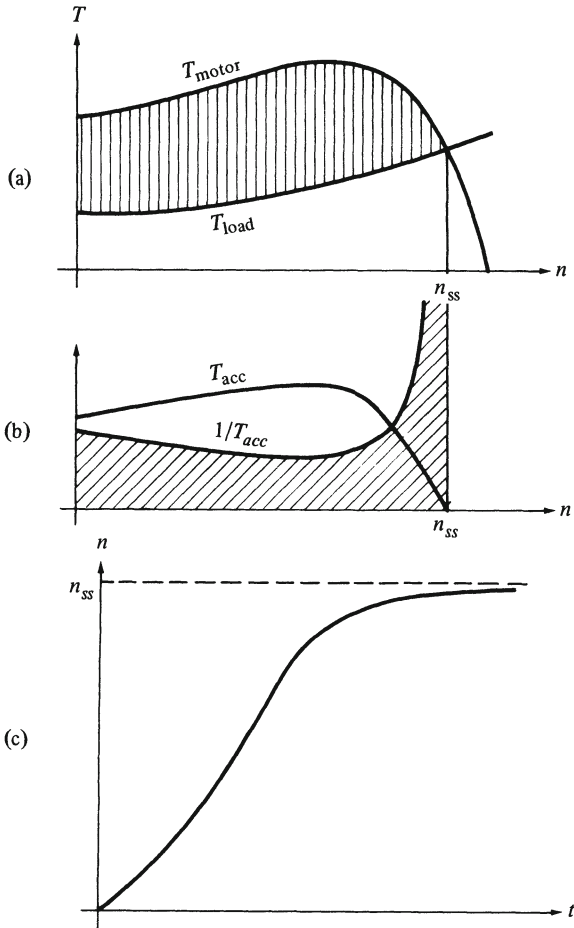 T
T_motor
(a)
T_load
n
n_ss
T_acc
(b)
1/T_acc
n_ss
n
n
n_ss
(c)
t